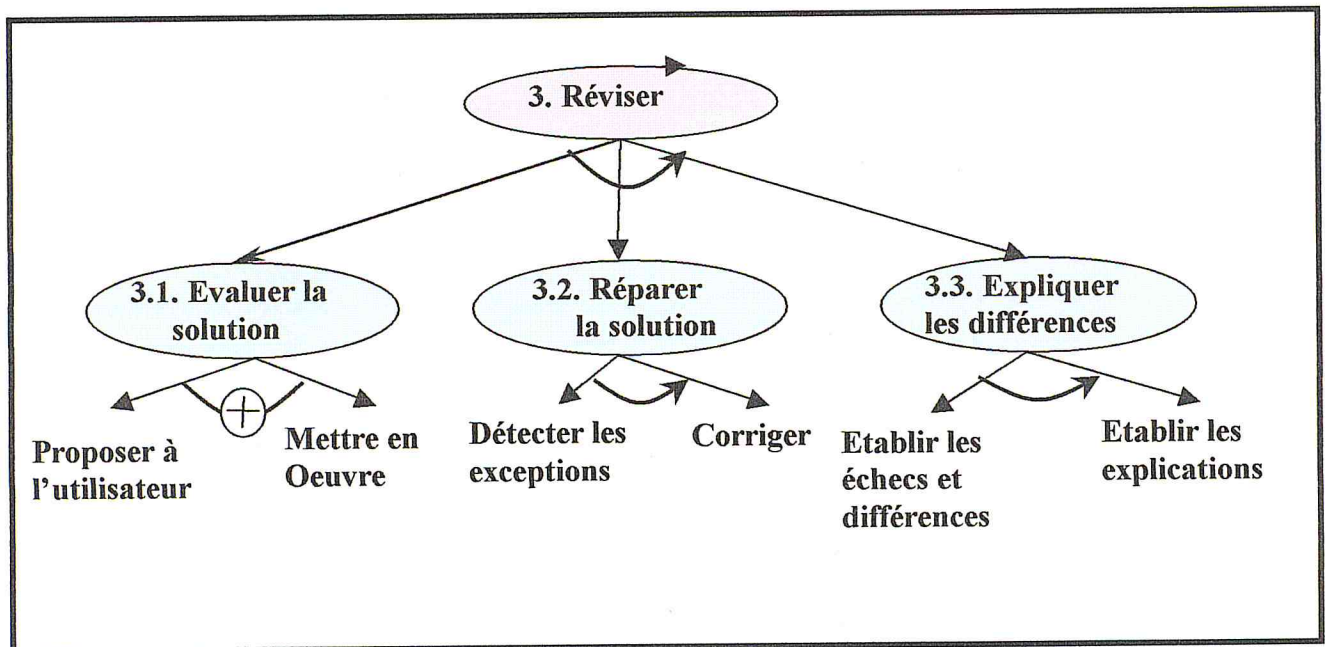 3. Réviser
3.1. Evaluer la
solution
3.2. Réparer
la solution
3.3. Expliquer
les différences
Proposer à
l'utilisateur
Mettre en
Oeuvre
Détecter les
exceptions
Corriger
Etablir les
échecs et
différences
Etablir les
explications